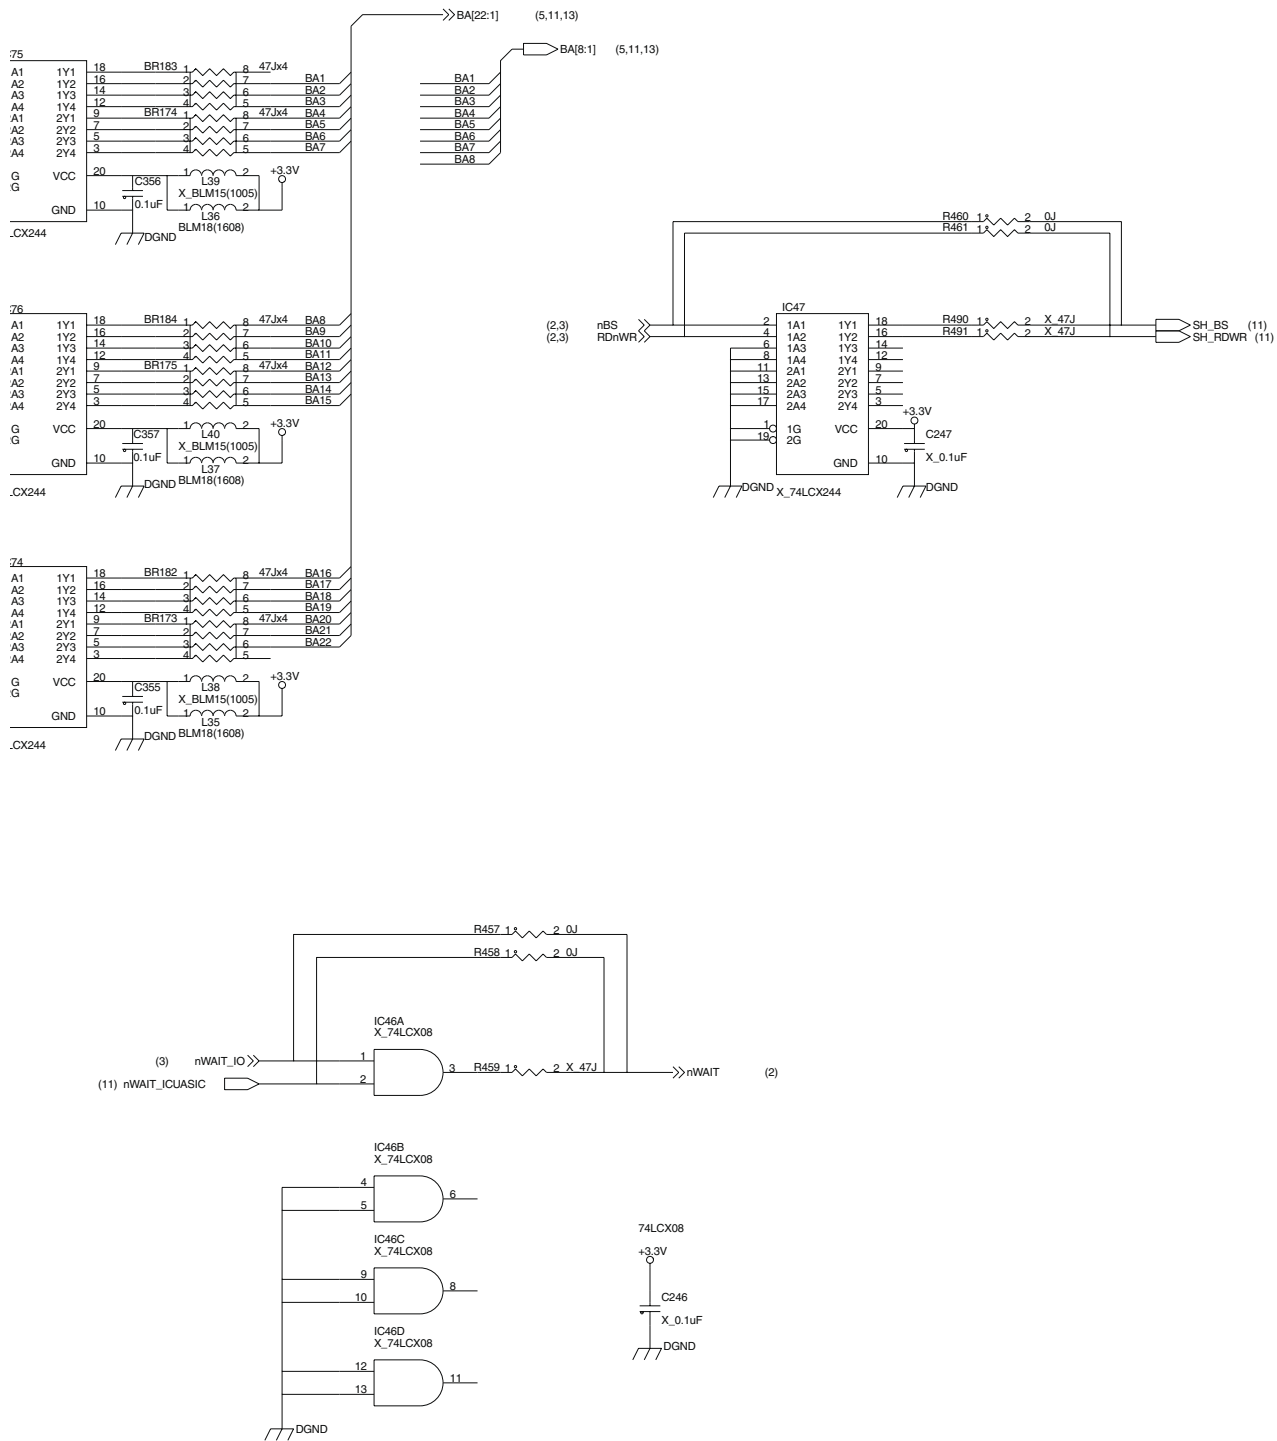 BA[22:1] (5,11,13)
BA[8:1] (5,11,13)
A1 1Y1 18 BR183 1 8 47Jx4
A2 1Y2 16 2 7 BA1 BA1
A3 1Y3 14 3 6 BA2 BA2
A4 1Y4 12 4 5 BA3 BA3
A1 2Y1 9 BR174 1 8 47Jx4 BA4 BA4
A2 2Y2 7 2 7 BA5 BA5
A3 2Y3 5 3 6 BA6 BA6
A4 2Y4 3 4 5 BA7 BA7
BA8
G VCC 20 1 2 +3.3V
G C356 L39
X_BLM15(1005)
0.1uF
GND 10 1 2
L36
BLM18(1608)
LCX244 DGND
R460 1 2 0J
R461 1 2 0J
IC47
A1 1Y1 18 BR184 1 8 47Jx4 BA8
A2 1Y2 16 2 7 BA9
A3 1Y3 14 3 6 BA10
A4 1Y4 12 4 5 BA11
A1 2Y1 9 BR175 1 8 47Jx4 BA12
A2 2Y2 7 2 7 BA13
A3 2Y3 5 3 6 BA14
A4 2Y4 3 4 5 BA15
G VCC 20 1 2 +3.3V
G C357 L40
X_BLM15(1005)
0.1uF
GND 10 1 2
L37
BLM18(1608)
LCX244 DGND
(2,3) nBS 2 1A1 1Y1 18 R490 1 2 X_47J SH_BS (11)
(2,3) RDnWR 4 1A2 1Y2 16 R491 1 2 X_47J SH_RDWR (11)
6 1A3 1Y3 14
8 1A4 1Y4 12
11 2A1 2Y1 9
13 2A2 2Y2 7
15 2A3 2Y3 5
17 2A4 2Y4 3
+3.3V
1 1G VCC 20 C247
19 2G
X_0.1uF
GND 10
DGND X_74LCX244 DGND
A1 1Y1 18 BR182 1 8 47Jx4 BA16
A2 1Y2 16 2 7 BA17
A3 1Y3 14 3 6 BA18
A4 1Y4 12 4 5 BA19
A1 2Y1 9 BR173 1 8 47Jx4 BA20
A2 2Y2 7 2 7 BA21
A3 2Y3 5 3 6 BA22
A4 2Y4 3 4 5
G VCC 20 1 2 +3.3V
G C355 L38
X_BLM15(1005)
0.1uF
GND 10 1 2
L35
BLM18(1608)
LCX244 DGND
R457 1 2 0J
R458 1 2 0J
IC46A
X_74LCX08
(3) nWAIT_IO 1
3 R459 1 2 X_47J nWAIT (2)
(11) nWAIT_ICUASIC 2
IC46B
X_74LCX08
4
6
5
74LCX08
IC46C
X_74LCX08
+3.3V
9
8
10
C246
X_0.1uF
IC46D
X_74LCX08
DGND
12
11
13
DGND